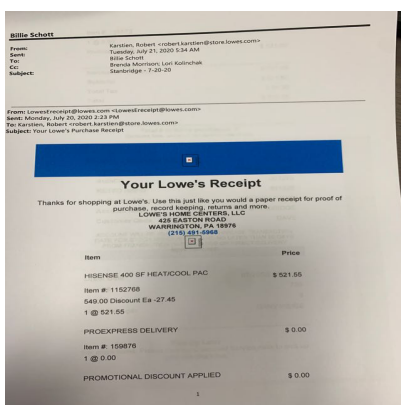 Billie Schott
From: Karstien, Robert <robert.karstien@store.lowes.com>
Sent: Tuesday, July 21, 2020 5:34 AM
To: Billie Schott
Cc: Brenda Morrison; Lori Kolinchak
Subject: Stanbridge - 7-20-20
From: LowesEreceipt@lowes.com <LowesEreceipt@lowes.com>
Sent: Monday, July 20, 2020 2:23 PM
To: Karstien, Robert <robert.karstien@store.lowes.com>
Subject: Your Lowe's Purchase Receipt
Your Lowe's Receipt
Thanks for shopping at Lowe's. Use this just like you would a paper receipt for proof of
purchase, record keeping, returns and more.
LOWE'S HOME CENTERS, LLC
425 EASTON ROAD
WARRINGTON, PA 18976
(215) 491-5968
Item Price
HISENSE 400 SF HEAT/COOL PAC $ 521.55
Item #: 1152768
549.00 Discount Ea -27.45
1 @ 521.55
PROEXPRESS DELIVERY $ 0.00
Item #: 159876
1 @ 0.00
PROMOTIONAL DISCOUNT APPLIED $ 0.00
1